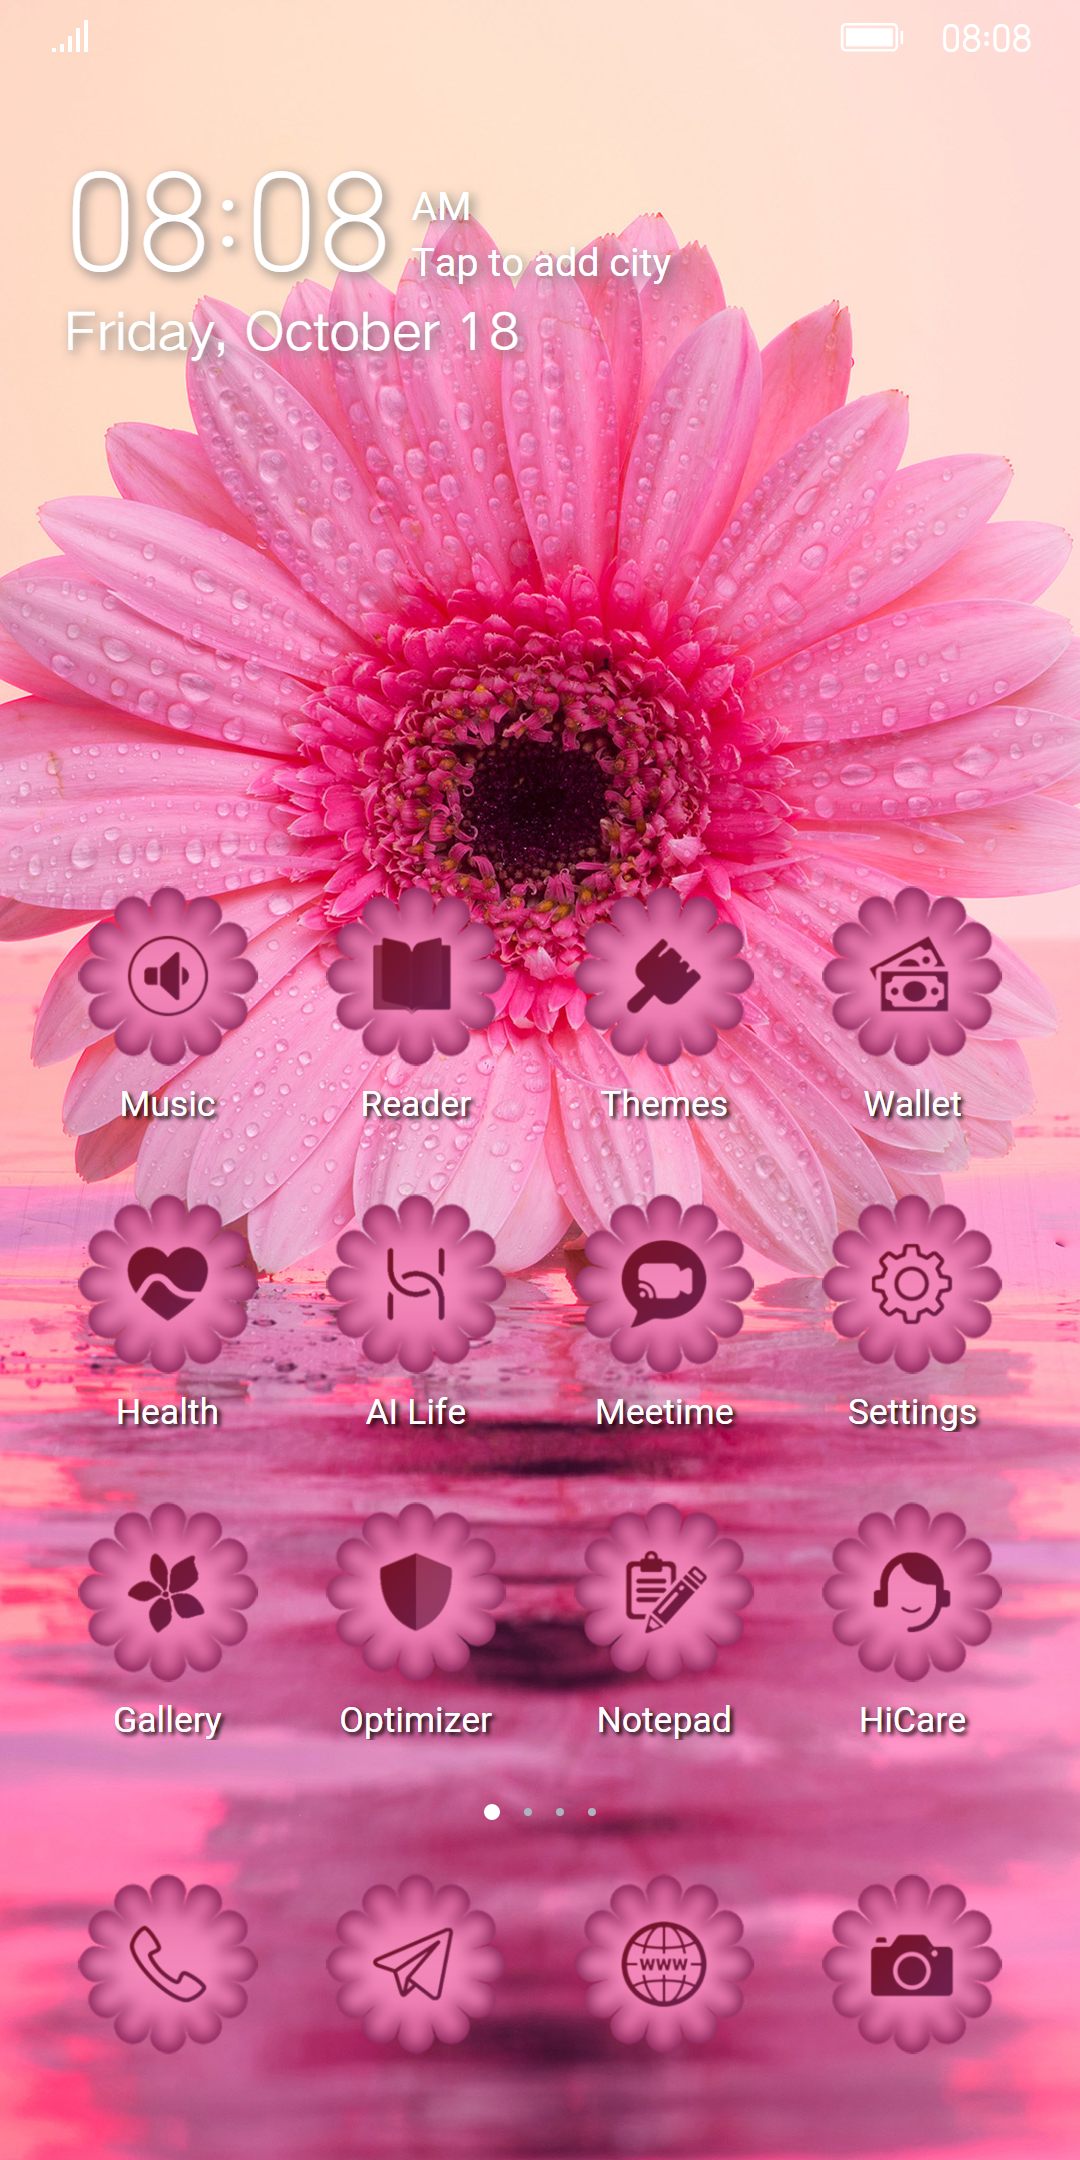 08:08
08:08 AM
Tap to add city
Friday, October 18
Music Reader Themes Wallet
Health AI Life Meetime Settings
Gallery Optimizer Notepad HiCare
www